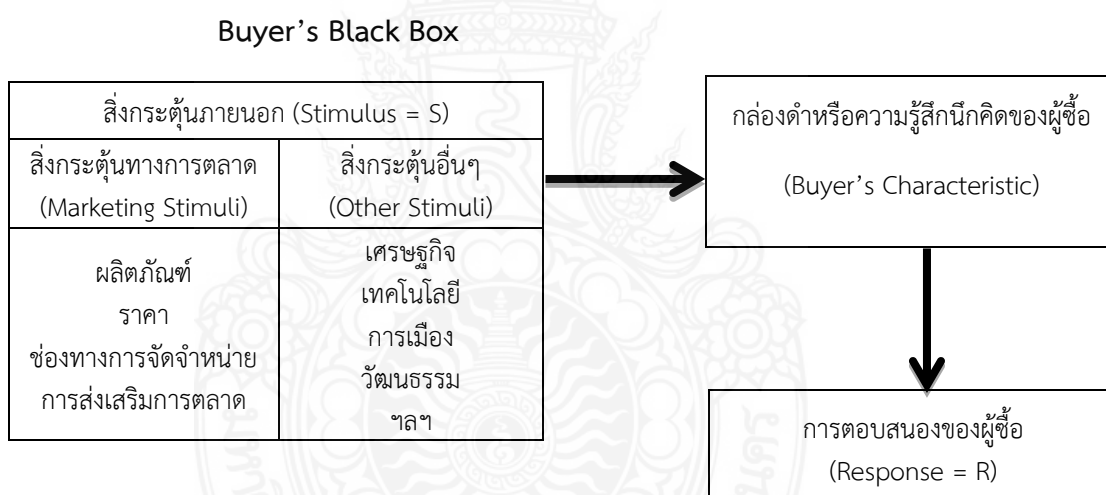 Buyer's Black Box
สิ่งกระตุ้นภายนอก (Stimulus = S)
สิ่งกระตุ้นทางการตลาด
(Marketing Stimuli)
สิ่งกระตุ้นอื่นๆ
(Other Stimuli)
ผลิตภัณฑ์
ราคา
ช่องทางการจัดจำหน่าย
การส่งเสริมการตลาด
เศรษฐกิจ
เทคโนโลยี
การเมือง
วัฒนธรรม
ฯลฯ
กล่องดำหรือความรู้สึกนึกคิดของผู้ซื้อ
(Buyer's Characteristic)
การตอบสนองของผู้ซื้อ
(Response = R)